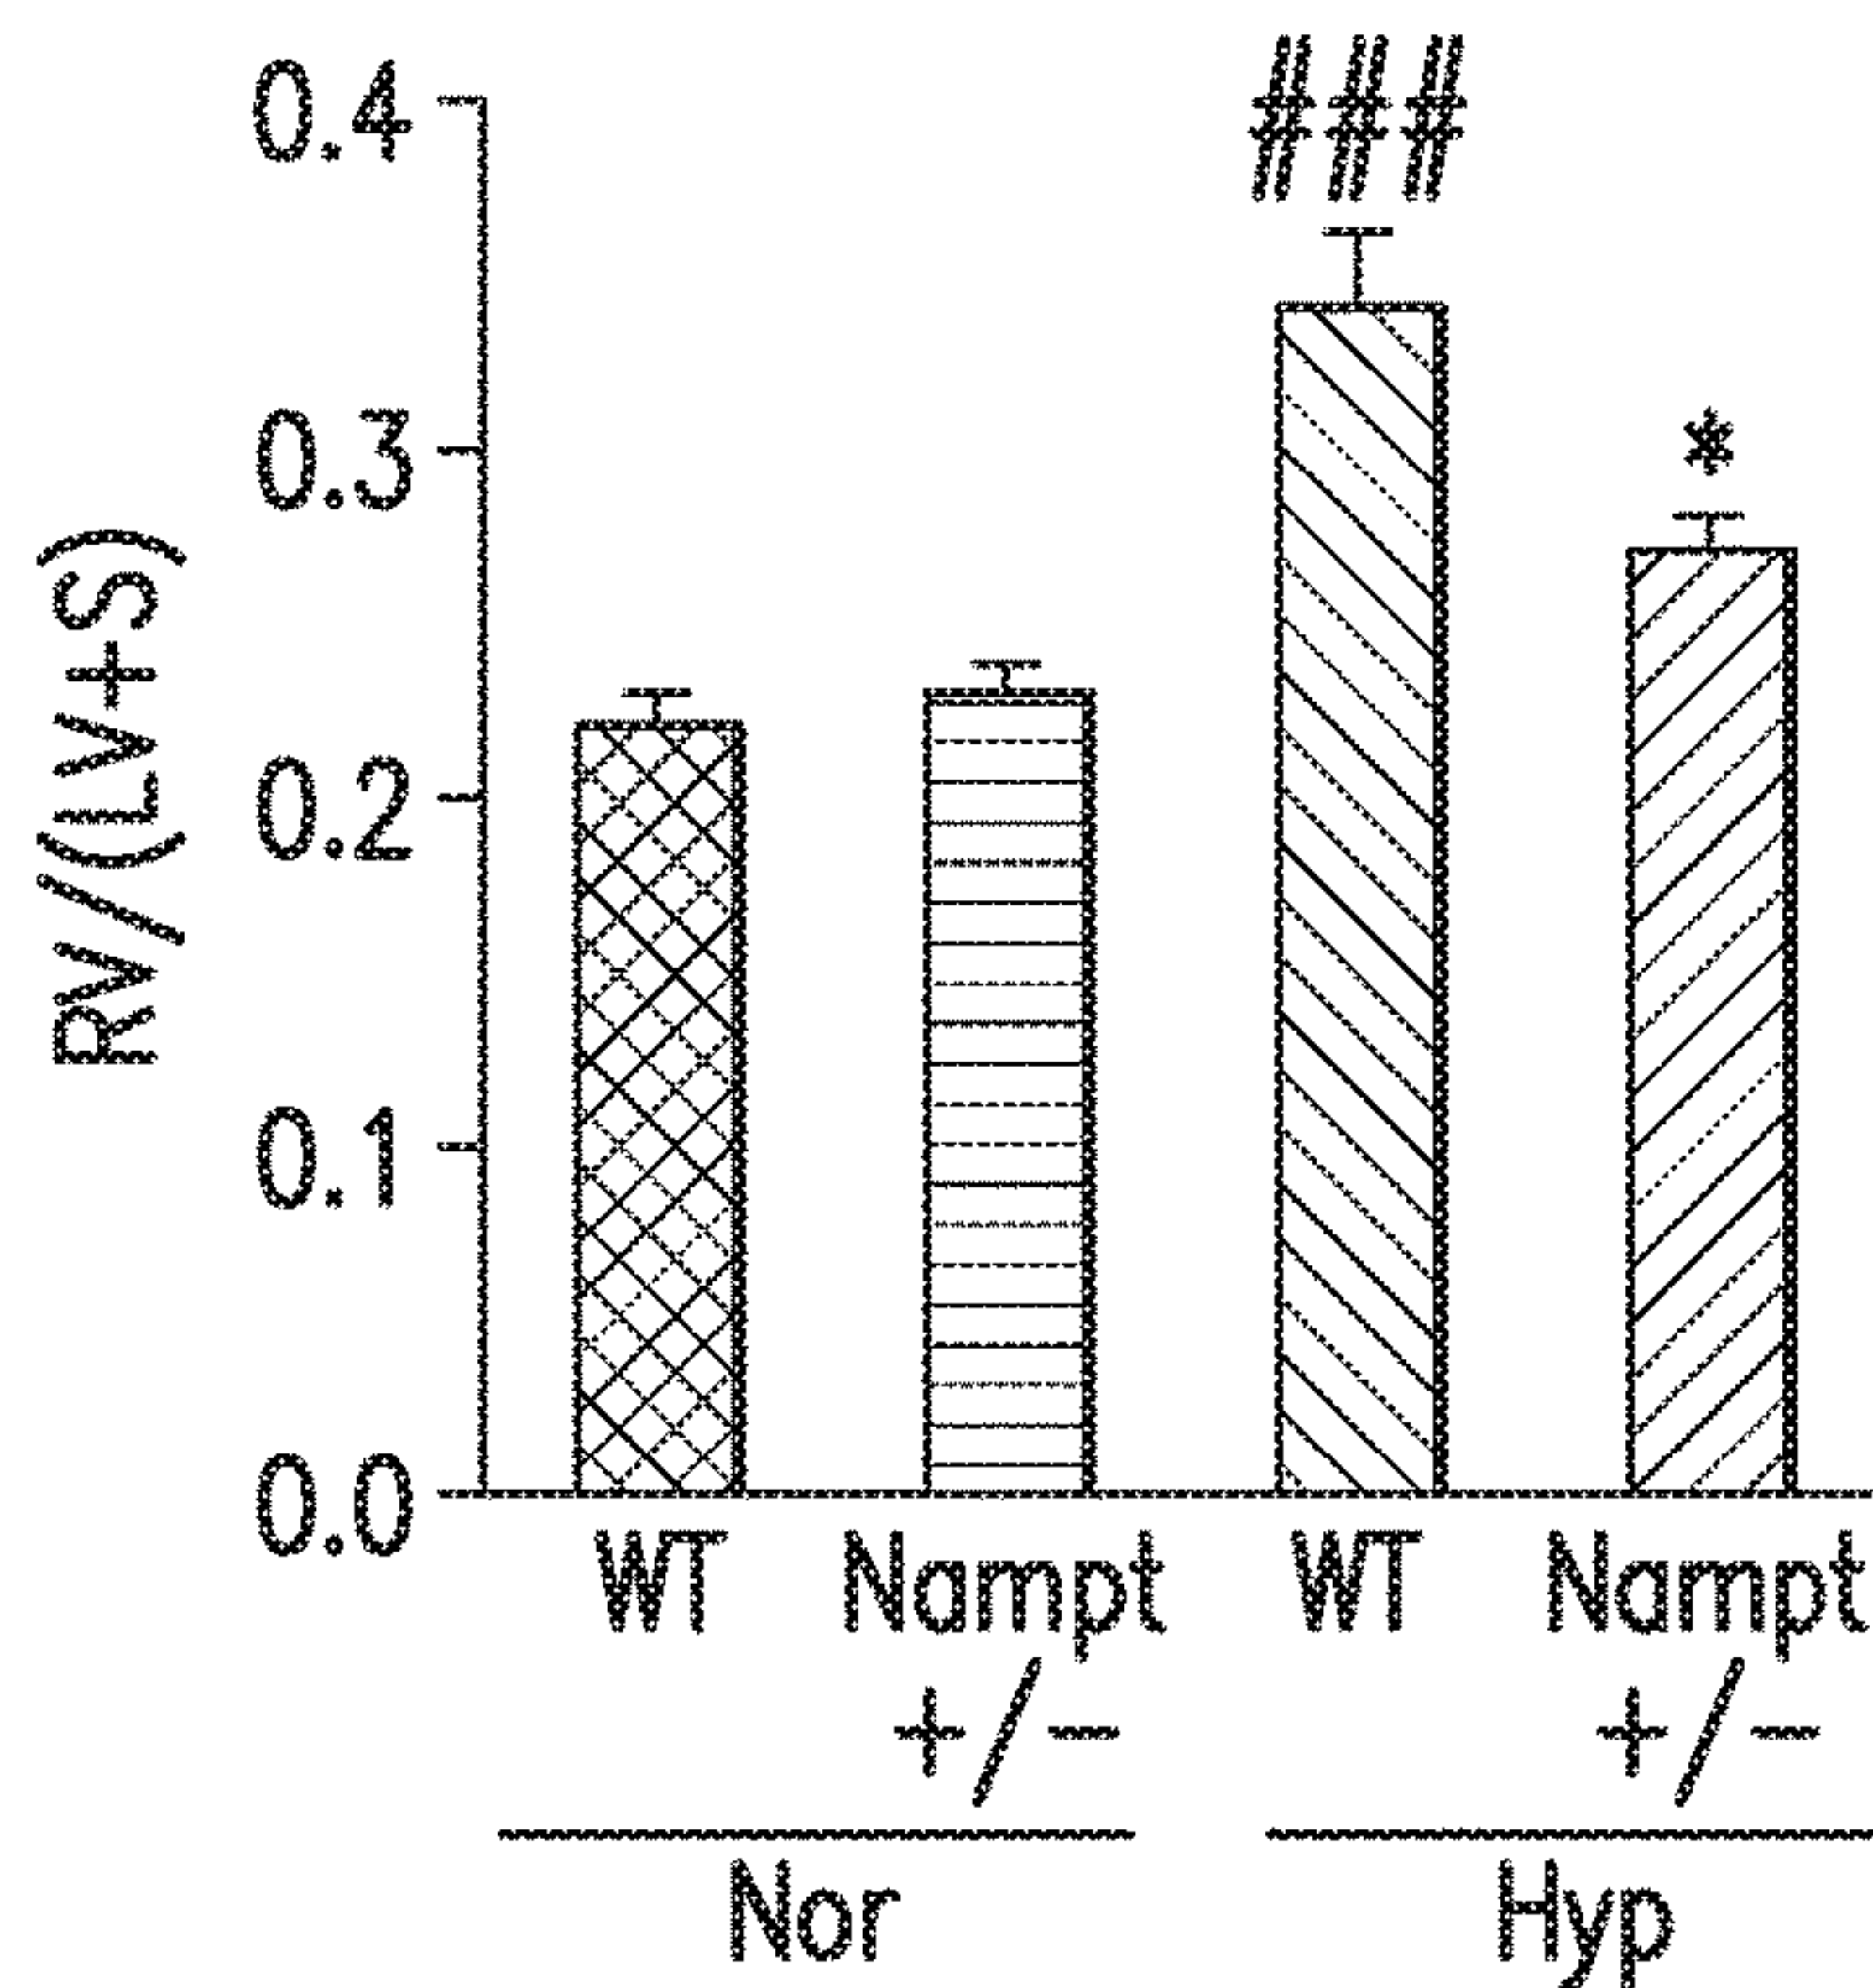 ###
*
0.4
0.3
0.2
0.1
0.0
RV/(LV+S)
WT Nampt WT Nampt
+/- +/-
Nor Hyp